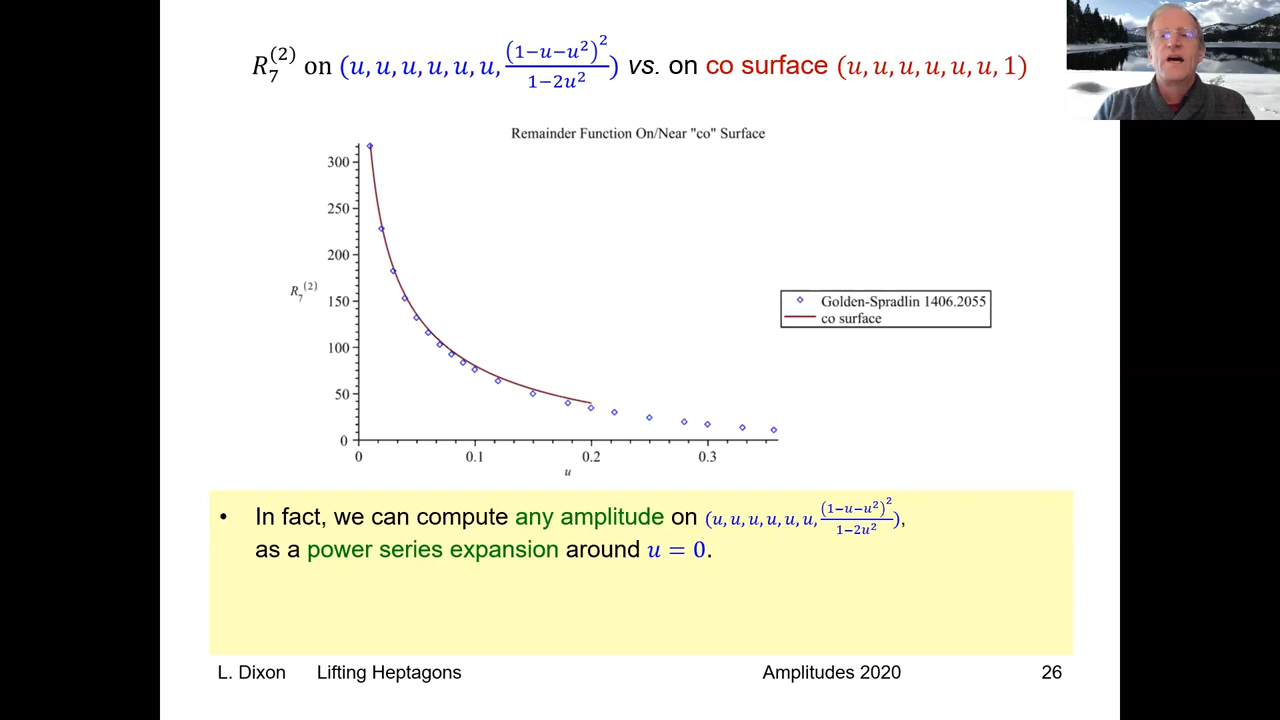 R₇⁽²⁾ on (u, u, u, u, u, u, (1−u−u²)²/(1−2u²)) vs. on co surface (u, u, u, u, u, u, 1)
Remainder Function On/Near "co" Surface
300
250
200
150
100
50
0
R₇⁽²⁾
0 0.1 0.2 0.3
u
Golden-Spradlin 1406.2055
co surface
• In fact, we can compute any amplitude on (u, u, u, u, u, u, (1−u−u²)²/(1−2u²)),
as a power series expansion around u = 0.
L. Dixon Lifting Heptagons Amplitudes 2020 26